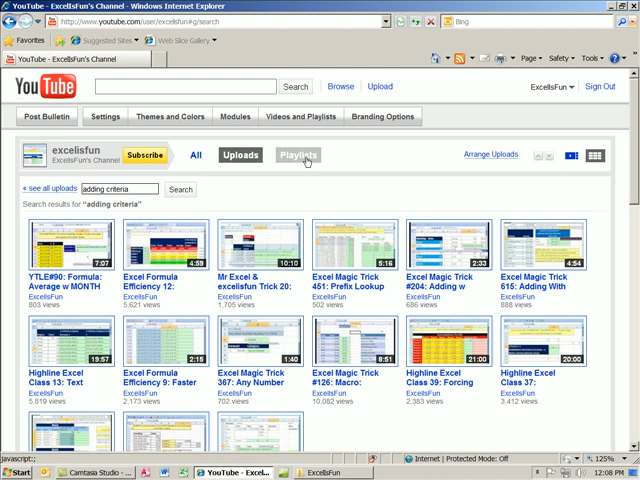 YouTube - ExcelIsFun's Channel - Windows Internet Explorer
http://www.youtube.com/user/excelisfun#g/search
Bing
Favorites Suggested Sites Web Slice Gallery
YouTube - ExcelIsFun's Channel
Page Safety Tools
YouTube Search Browse Upload ExcelIsFun Sign Out
Post Bulletin Settings Themes and Colors Modules Videos and Playlists Branding Options
excelisfun
ExcelIsFun's Channel
Subscribe All Uploads Playlists Arrange Uploads
« see all uploads adding criteria Search
Search results for "adding criteria"
7:07 4:59 10:10 5:16 2:33 4:54
YTLE#90: Formula: Average w MONTH
ExcelIsFun
803 views
Excel Formula Efficiency 12:
ExcelIsFun
5,621 views
Mr Excel & excelisfun Trick 20:
ExcelIsFun
1,705 views
Excel Magic Trick 451: Prefix Lookup
ExcelIsFun
502 views
Excel Magic Trick #204: Adding w
ExcelIsFun
686 views
Excel Magic Trick 615: Adding With
ExcelIsFun
888 views
19:57 2:15 1:40 8:51 21:00 20:00
Highline Excel Class 13: Text
ExcelIsFun
5,819 views
Excel Formula Efficiency 9: Faster
ExcelIsFun
2,173 views
Excel Magic Trick 367: Any Number
ExcelIsFun
702 views
Excel Magic Trick #126: Macro:
ExcelIsFun
10,082 views
Highline Excel Class 39: Forcing
ExcelIsFun
2,383 views
Highline Excel Class 37:
ExcelIsFun
3,412 views
javascript:; Internet | Protected Mode: Off 125%
Start Camtasia Studio - ... YouTube - Excel... ExcelIsFun 12:08 PM